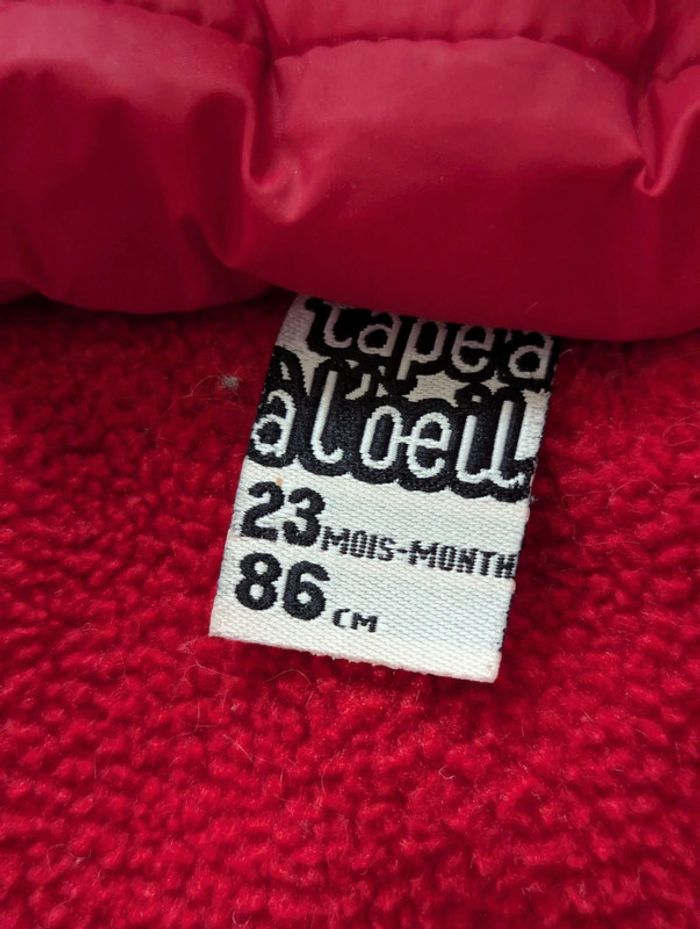 tape à
à l'oeil
23 MOIS-MONTH
86 CM